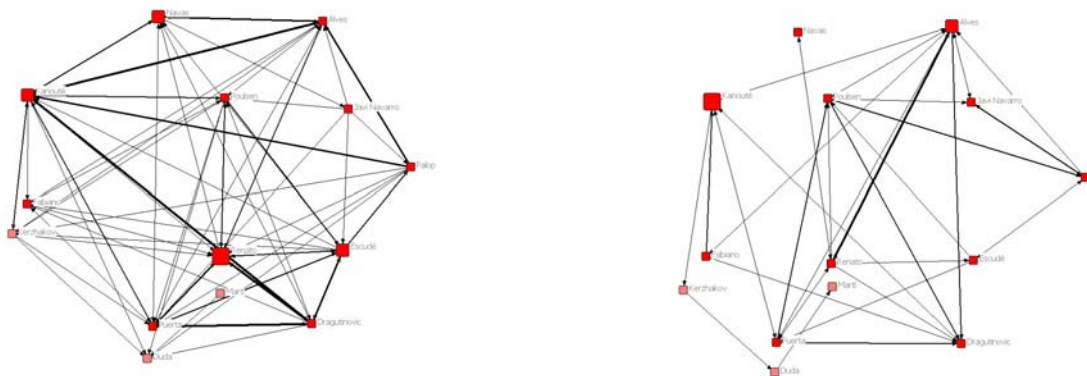 Navas
Alves
Kanouté
Poulsen
Javi Navarro
Palop
Fabiano
Kerzhakov
Renato
Escudé
Martí
Puerta
Dragutinovic
Duda
Navas
Alves
Kanouté
Poulsen
Javi Navarro
Fabiano
Renato
Escudé
Kerzhakov
Martí
Puerta
Dragutinovic
Duda